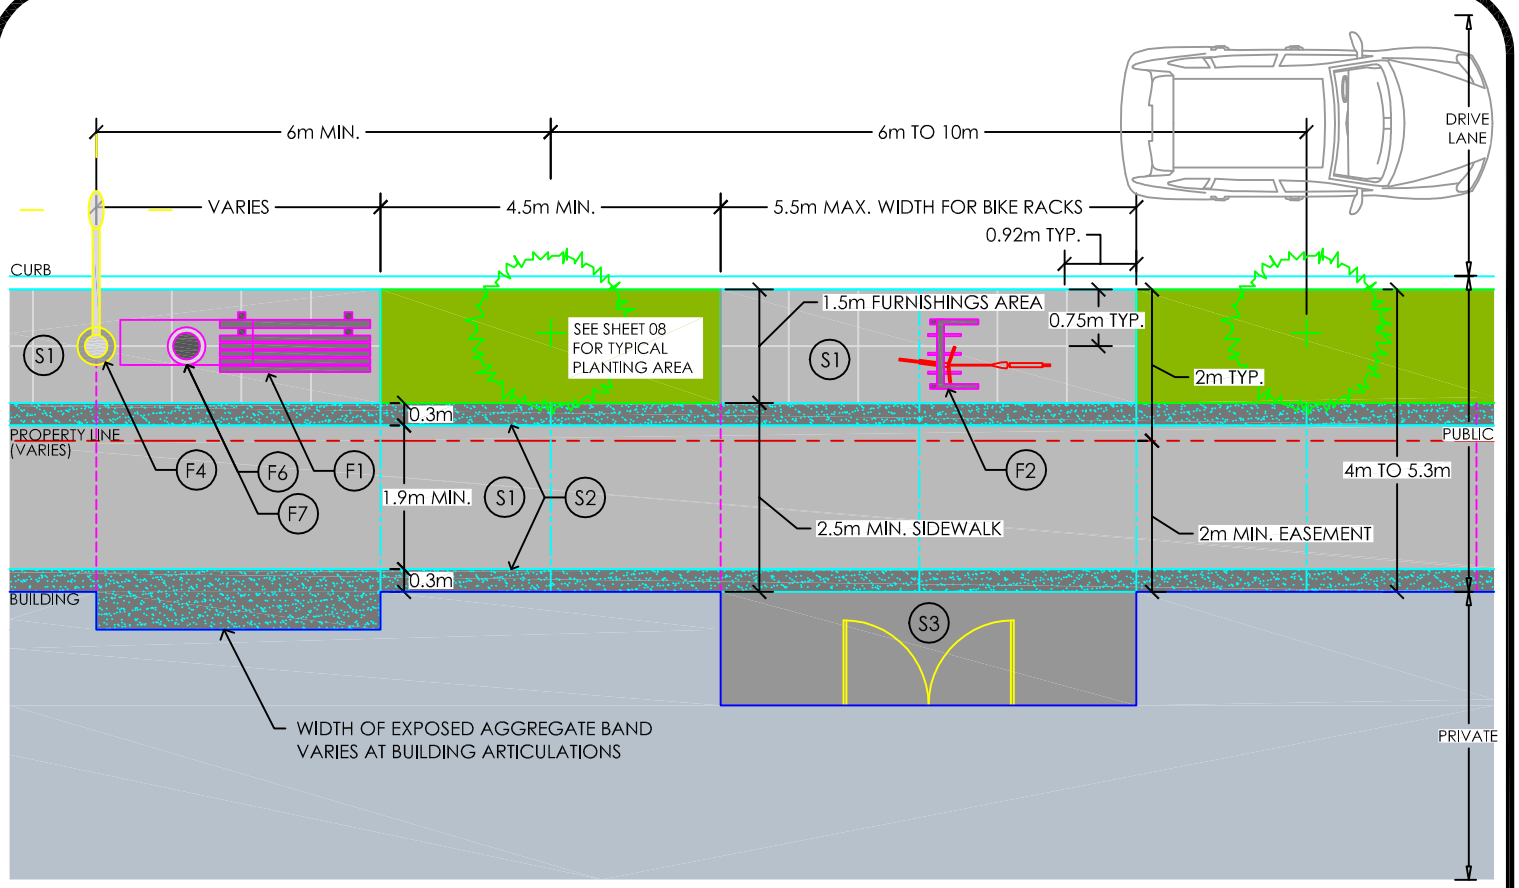 6m MIN.
6m TO 10m
DRIVE
LANE
VARIES
4.5m MIN.
5.5m MAX. WIDTH FOR BIKE RACKS
0.92m TYP.
CURB
1.5m FURNISHINGS AREA
0.75m TYP.
SEE SHEET 08
FOR TYPICAL
PLANTING AREA
S1
S1
2m TYP.
0.3m
PROPERTY LINE
(VARIES)
PUBLIC
F4
F6
F1
F2
4m TO 5.3m
1.9m MIN.
S1
S2
F7
2.5m MIN. SIDEWALK
2m MIN. EASEMENT
0.3m
BUILDING
S3
WIDTH OF EXPOSED AGGREGATE BAND
VARIES AT BUILDING ARTICULATIONS
PRIVATE